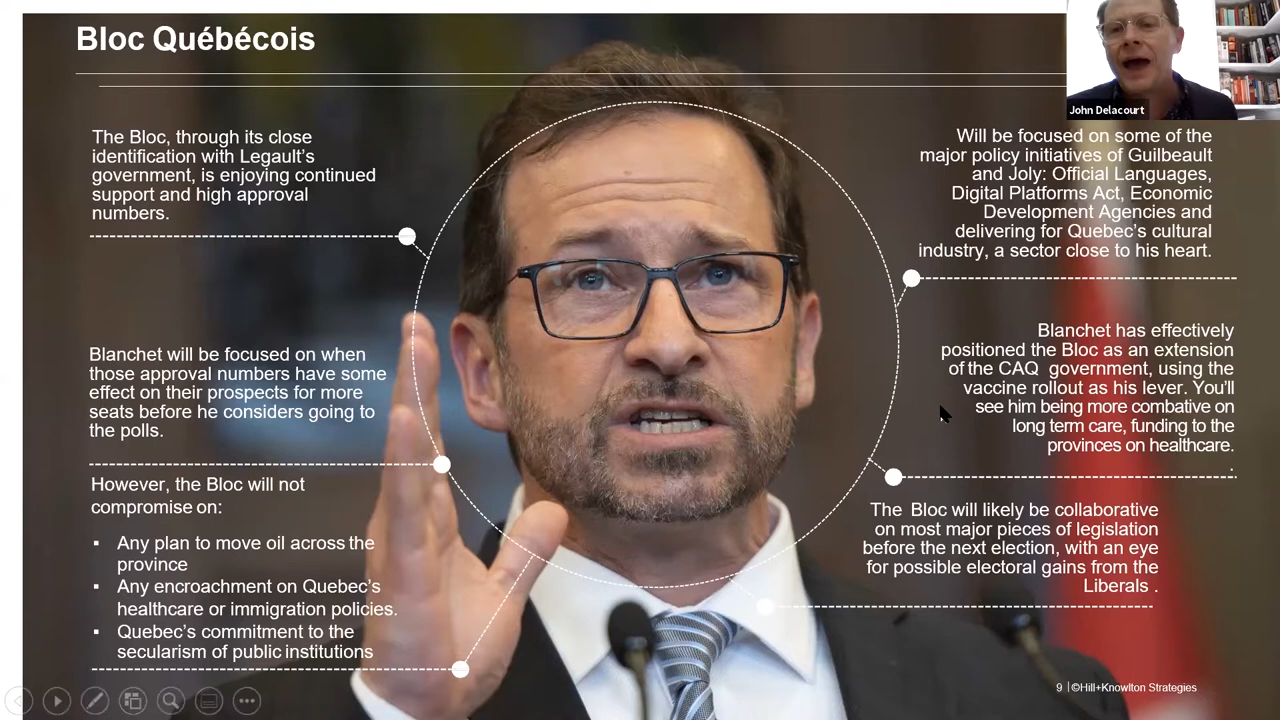 Bloc Québécois
John Delacourt
The Bloc, through its close
identification with Legault's
government, is enjoying continued
support and high approval
numbers.
Blanchet will be focused on when
those approval numbers have some
effect on their prospects for more
seats before he considers going to
the polls.
However, the Bloc will not
compromise on:
▪ Any plan to move oil across the
province
▪ Any encroachment on Quebec's
healthcare or immigration policies.
▪ Quebec's commitment to the
secularism of public institutions
Will be focused on some of the
major policy initiatives of Guilbeault
and Joly: Official Languages,
Digital Platforms Act, Economic
Development Agencies and
delivering for Quebec's cultural
industry, a sector close to his heart.
Blanchet has effectively
positioned the Bloc as an extension
of the CAQ government, using the
vaccine rollout as his lever. You'll
see him being more combative on
long term care, funding to the
provinces on healthcare.
.
The Bloc will likely be collaborative
on most major pieces of legislation
before the next election, with an eye
for possible electoral gains from the
Liberals .
9 | ©Hill+Knowlton Strategies